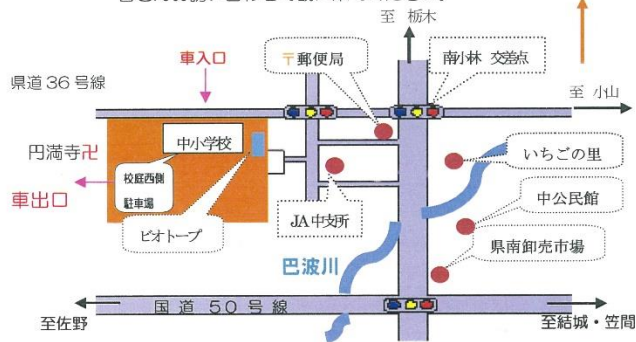 至 栃木
車入口
〒郵便局
南小林 交差点
県道36号線
至 小山
中小学校
円満寺卍
いちごの里
校庭西側
駐車場
車出口
中公民館
ビオトープ
JA中支所
県南卸売市場
巴波川
国道50号線
至佐野
至結城・笠間